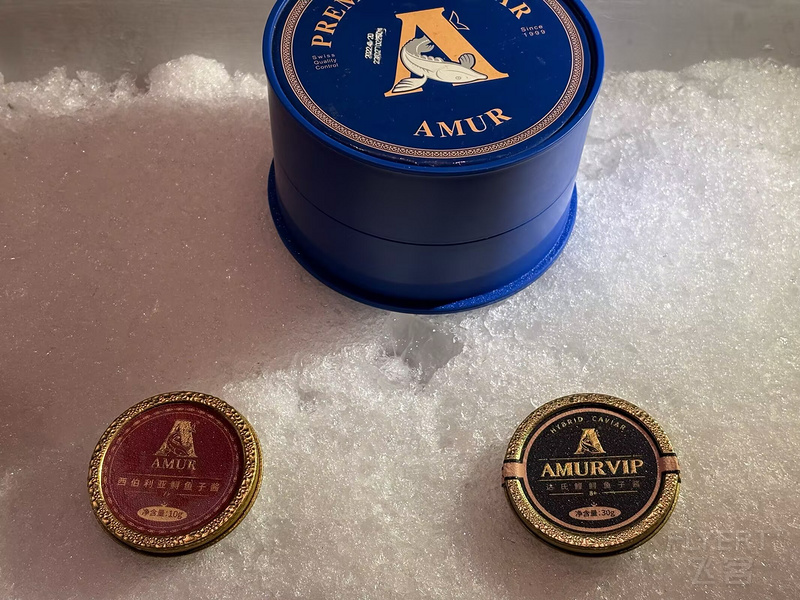 PREM
AR
Swiss
Quality
Control
Since
1999
A
AMUR
A
AMUR
西伯利亚鲟鱼子酱
净含量:10g
HYBRID CAVIAR
A
AMURVIP
达氏鳇鲟鱼子酱
净含量:30g
FLYERT